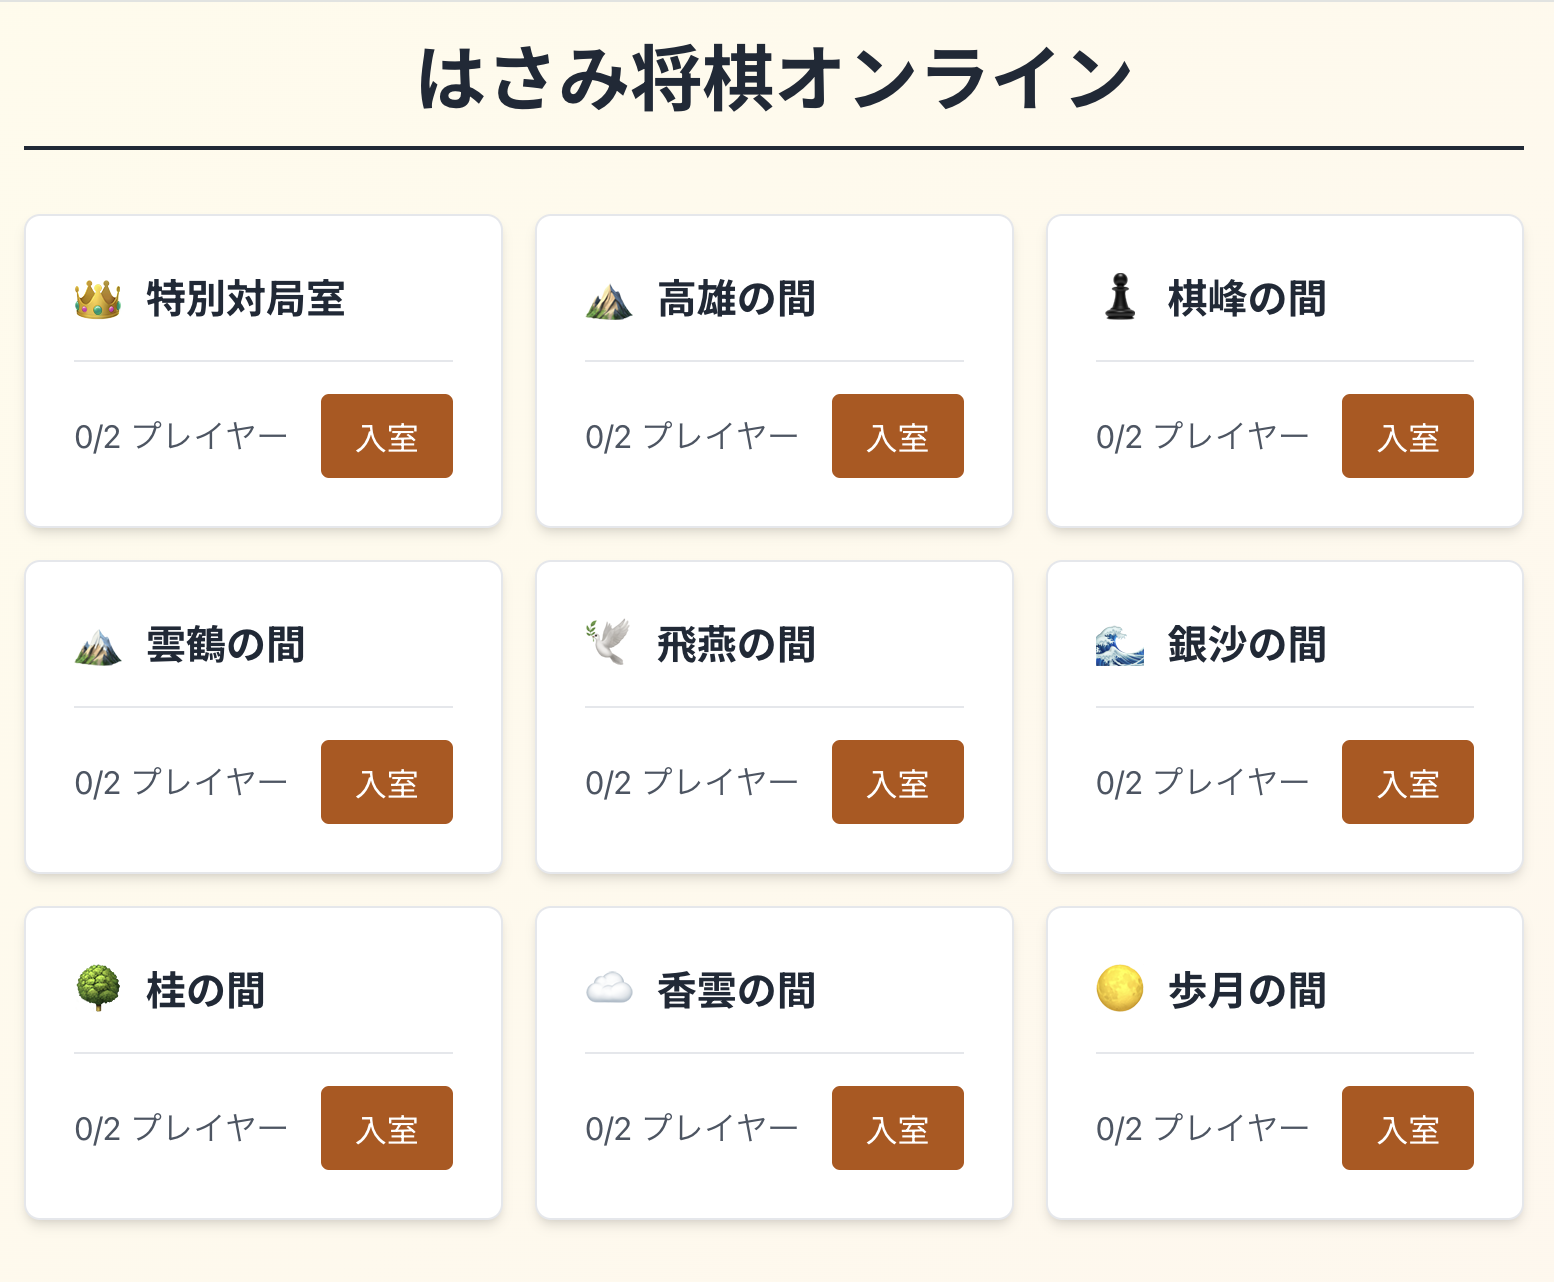 はさみ将棋オンライン
特別対局室
0/2 プレイヤー 入室
高雄の間
0/2 プレイヤー 入室
棋峰の間
0/2 プレイヤー 入室
雲鶴の間
0/2 プレイヤー 入室
飛燕の間
0/2 プレイヤー 入室
銀沙の間
0/2 プレイヤー 入室
桂の間
0/2 プレイヤー 入室
香雲の間
0/2 プレイヤー 入室
歩月の間
0/2 プレイヤー 入室